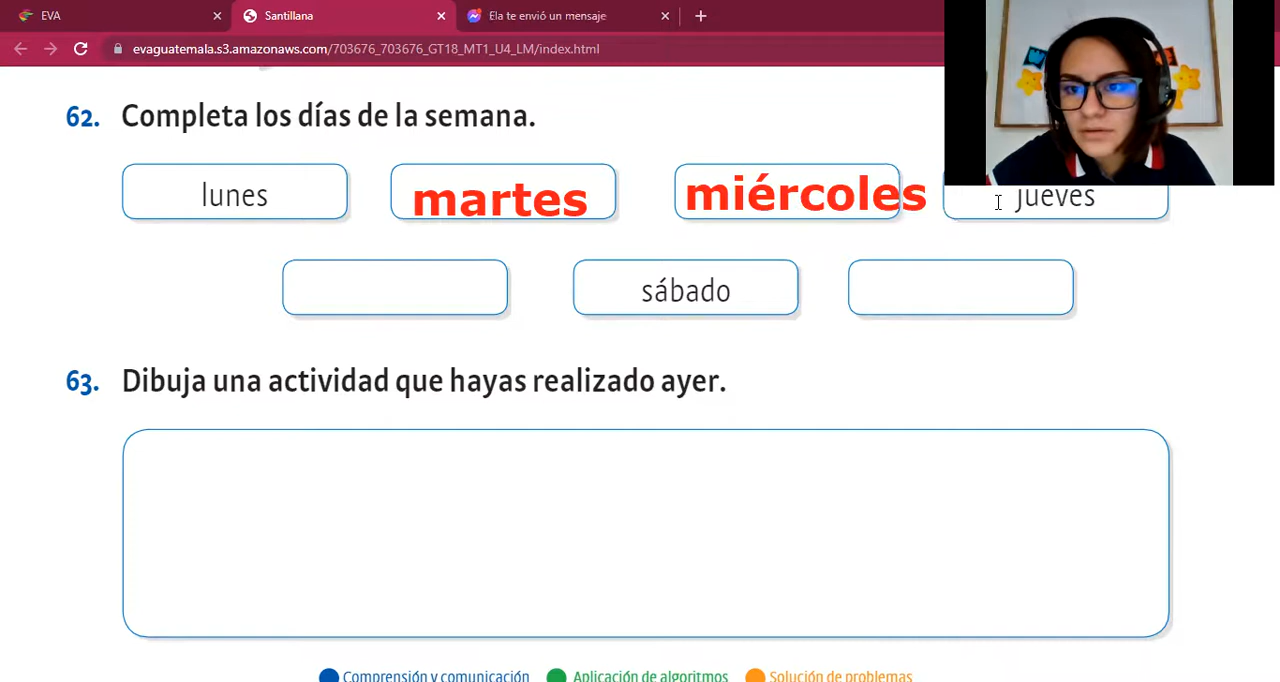 EVA
Santillana
Ela te envió un mensaje
evaguatemala.s3.amazonaws.com/703676_703676_GT18_MT1_U4_LM/index.html
62. Completa los días de la semana.
lunes martes miércoles jueves
sábado
63. Dibuja una actividad que hayas realizado ayer.
Comprensión y comunicación Aplicación de algoritmos Solución de problemas